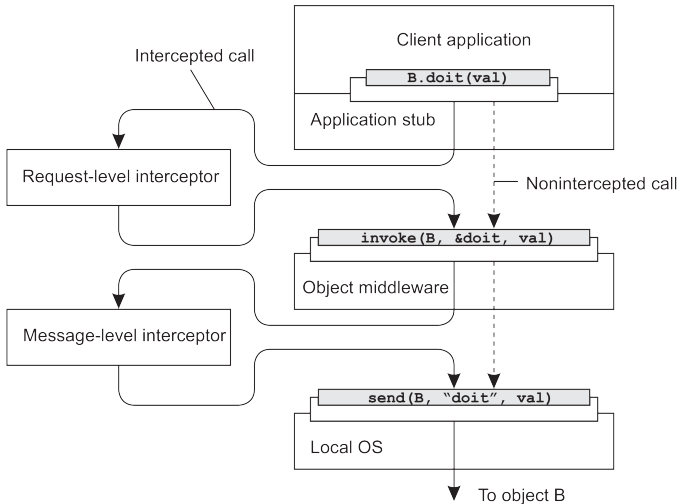 Client application
Intercepted call
B.doit(val)
Application stub
Request-level interceptor
Nonintercepted call
invoke(B, &doit, val)
Object middleware
Message-level interceptor
send(B, “doit”, val)
Local OS
To object B